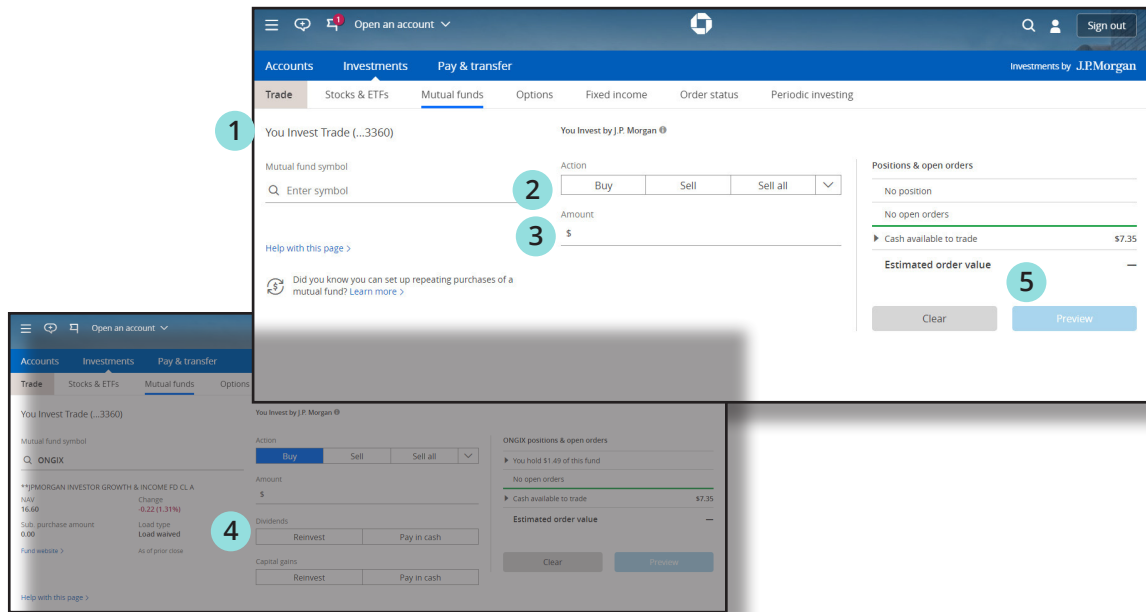 1
Open an account
Sign out
Accounts Investments Pay & transfer
Investments by J.P.Morgan
Trade Stocks & ETFs Mutual funds Options Fixed income Order status Periodic investing
1
You Invest Trade (...3360)
You Invest by J.P. Morgan
Mutual fund symbol
Enter symbol
Help with this page >
Did you know you can set up repeating purchases of a
mutual fund? Learn more >
Action
2
Buy Sell Sell all
Amount
3
$
Positions & open orders
No position
No open orders
Cash available to trade $7.35
Estimated order value —
5
Clear Preview
Open an account
Accounts Investments Pay & transfer
Trade Stocks & ETFs Mutual funds Options
You Invest Trade (...3360)
You Invest by J.P. Morgan
Mutual fund symbol
ONGIX
**JPMORGAN INVESTOR GROWTH & INCOME FD CL A
NAV Change
16.60 -0.22 (1.31%)
Sub. purchase amount Load type
0.00 Load waived
Fund website > As of prior close
Help with this page >
Action
Buy Sell Sell all
Amount
$
4
Dividends
Reinvest Pay in cash
Capital gains
Reinvest Pay in cash
ONGIX positions & open orders
You hold $1.49 of this fund
No open orders
Cash available to trade $7.35
Estimated order value —
Clear Preview